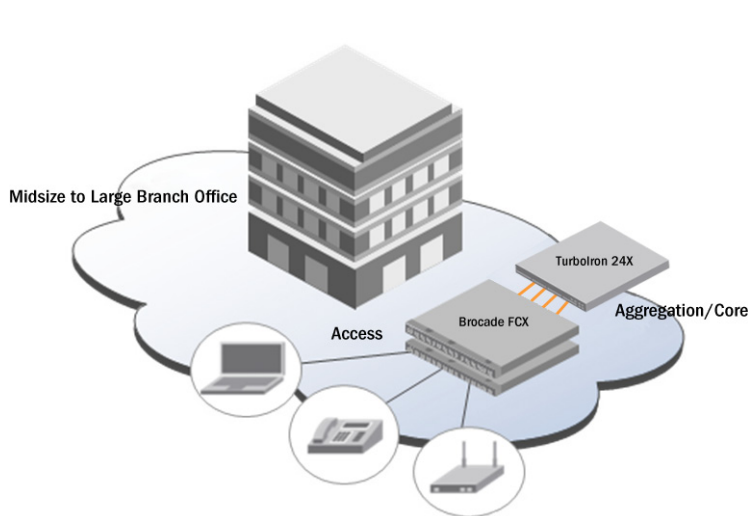 Midsize to Large Branch Office
TurboIron 24X
Aggregation/Core
Brocade FCX
Access